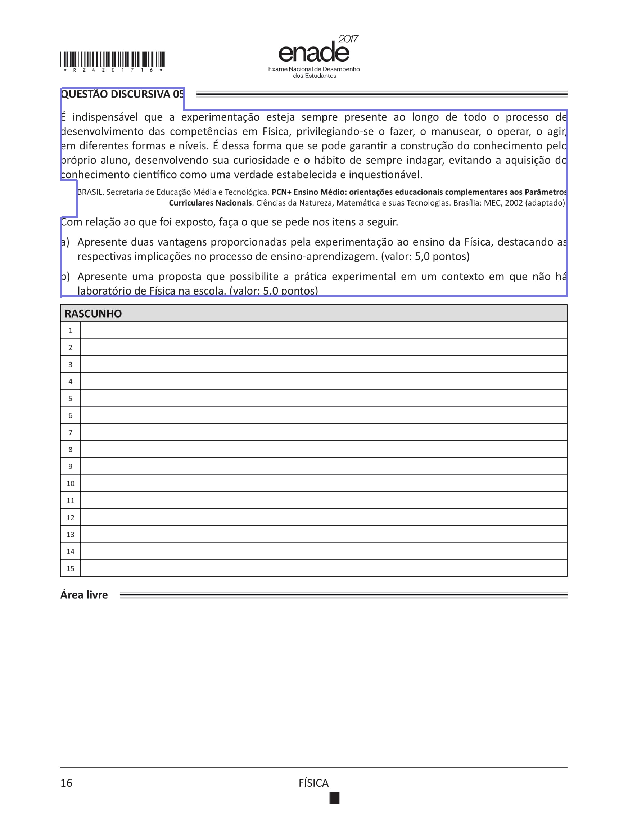 *R24201716*
enade 2017
Exame Nacional de Desempenho
dos Estudantes
QUESTÃO DISCURSIVA 05
É indispensável que a experimentação esteja sempre presente ao longo de todo o processo de
desenvolvimento das competências em Física, privilegiando-se o fazer, o manusear, o operar, o agir,
em diferentes formas e níveis. É dessa forma que se pode garantir a construção do conhecimento pelo
próprio aluno, desenvolvendo sua curiosidade e o hábito de sempre indagar, evitando a aquisição do
conhecimento científico como uma verdade estabelecida e inquestionável.
BRASIL. Secretaria de Educação Média e Tecnológica. PCN+ Ensino Médio: orientações educacionais complementares aos Parâmetros
Curriculares Nacionais. Ciências da Natureza, Matemática e suas Tecnologias. Brasília: MEC, 2002 (adaptado).
Com relação ao que foi exposto, faça o que se pede nos itens a seguir.
a) Apresente duas vantagens proporcionadas pela experimentação ao ensino da Física, destacando as
respectivas implicações no processo de ensino-aprendizagem. (valor: 5,0 pontos)
b) Apresente uma proposta que possibilite a prática experimental em um contexto em que não há
laboratório de Física na escola. (valor: 5,0 pontos)
RASCUNHO
1
2
3
4
5
6
7
8
9
10
11
12
13
14
15
Área livre
16 FÍSICA